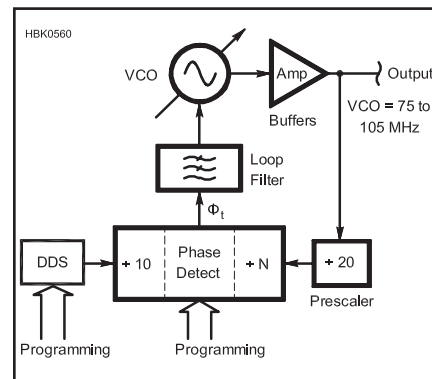 HBK0560
VCO
Amp
Buffers
Output
VCO = 75 to
105 MHz
Loop
Filter
Φt
DDS
÷ 10
Phase
Detect
÷ N
÷ 20
Prescaler
Programming
Programming